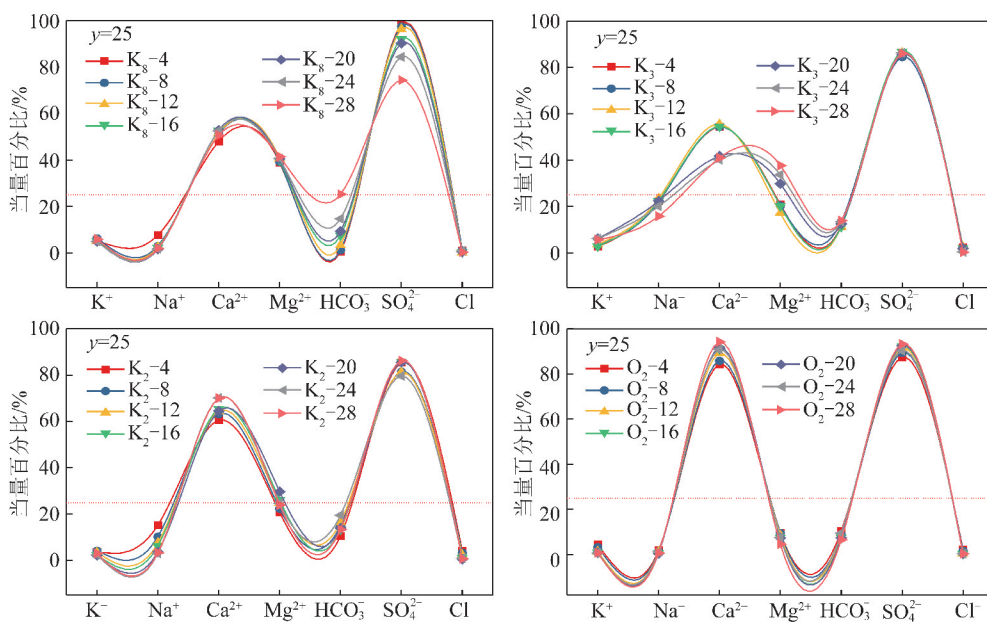 当量百分比/%
100
80
60
40
20
0
y=25
K₈-4
K₈-8
K₈-12
K₈-16
K₈-20
K₈-24
K₈-28
K⁺ Na⁺ Ca²⁺ Mg²⁺ HCO₃⁻ SO₄²⁻ Cl
当量百分比/%
100
80
60
40
20
0
y=25
K₃-4
K₃-8
K₃-12
K₃-16
K₃-20
K₃-24
K₃-28
K⁺ Na⁻ Ca²⁻ Mg²⁺ HCO₃⁻ SO₄²⁻ Cl
当量百分比/%
100
80
60
40
20
0
y=25
K₂-4
K₂-8
K₂-12
K₂-16
K₂-20
K₂-24
K₂-28
K⁻ Na⁺ Ca²⁺ Mg²⁺ HCO₃⁻ SO₄²⁻ Cl
当量百分比/%
100
80
60
40
20
0
y=25
O₂-4
O₂-8
O₂-12
O₂-16
O₂-20
O₂-24
O₂-28
K⁺ Na⁻ Ca²⁻ Mg²⁺ HCO₃⁻ SO₄²⁻ Cl⁻